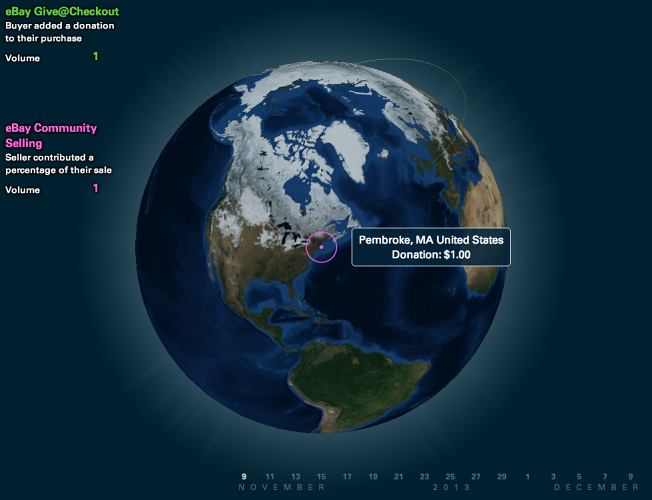 eBay Give@Checkout
Buyer added a donation
to their purchase
Volume 1
eBay Community
Selling
Seller contributed a
percentage of their sale
Volume 1
Pembroke, MA United States
Donation: $1.00
9 11 13 15 17 19 21 23 25 27 29 1 3 5 7 9
NOVEMBER 2013 DECEMBER